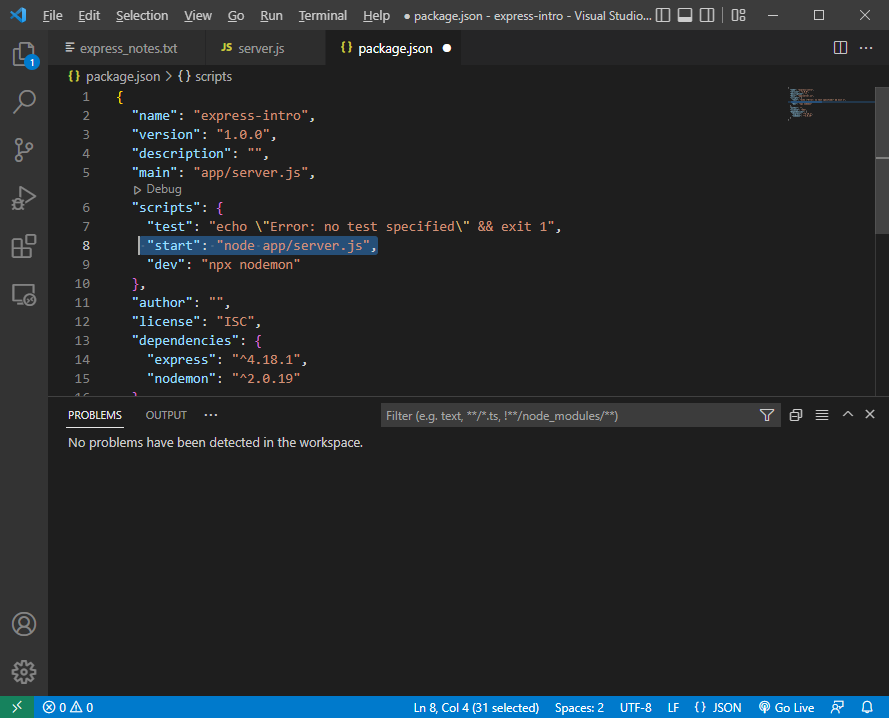 File Edit Selection View Go Run Terminal Help ● package.json - express-intro - Visual Studio...
express_notes.txt JS server.js {} package.json ●
{} package.json > {} scripts
1 {
2 "name": "express-intro",
3 "version": "1.0.0",
4 "description": "",
5 "main": "app/server.js",
Debug
6 "scripts": {
7 "test": "echo \"Error: no test specified\" && exit 1",
8 "start": "node app/server.js",
9 "dev": "npx nodemon"
10 },
11 "author": "",
12 "license": "ISC",
13 "dependencies": {
14 "express": "^4.18.1",
15 "nodemon": "^2.0.19"
16 }
1
PROBLEMS OUTPUT ... Filter (e.g. text, **/*.ts, !**/node_modules/**)
No problems have been detected in the workspace.
0 0 Ln 8, Col 4 (31 selected) Spaces: 2 UTF-8 LF {} JSON Go Live